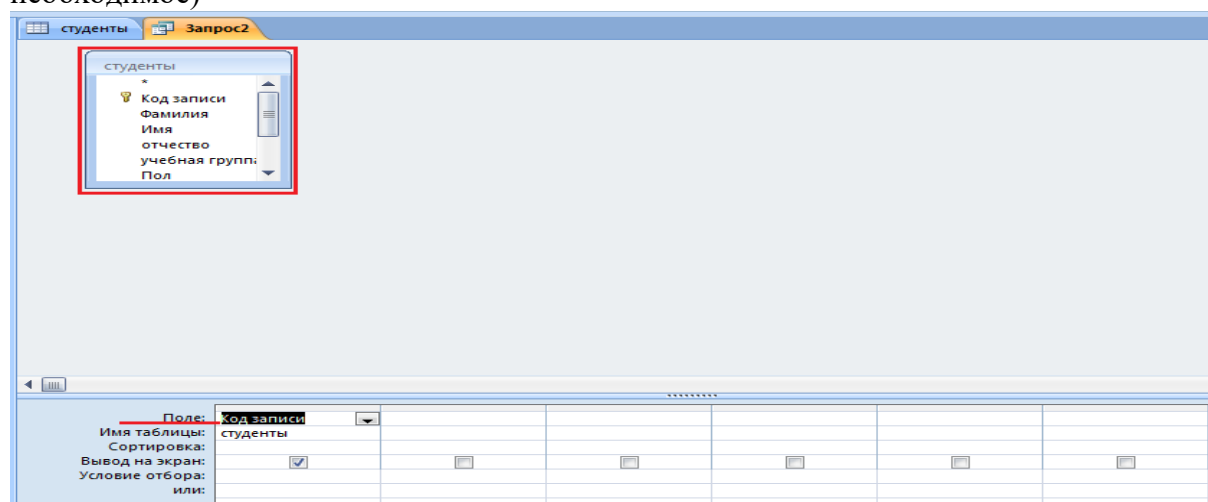 необходимое)
студенты Запрос2
студенты
*
Код записи
Фамилия
Имя
отчество
учебная группа
Пол
Поле: Код записи
Имя таблицы: студенты
Сортировка:
Вывод на экран:
Условие отбора:
или: